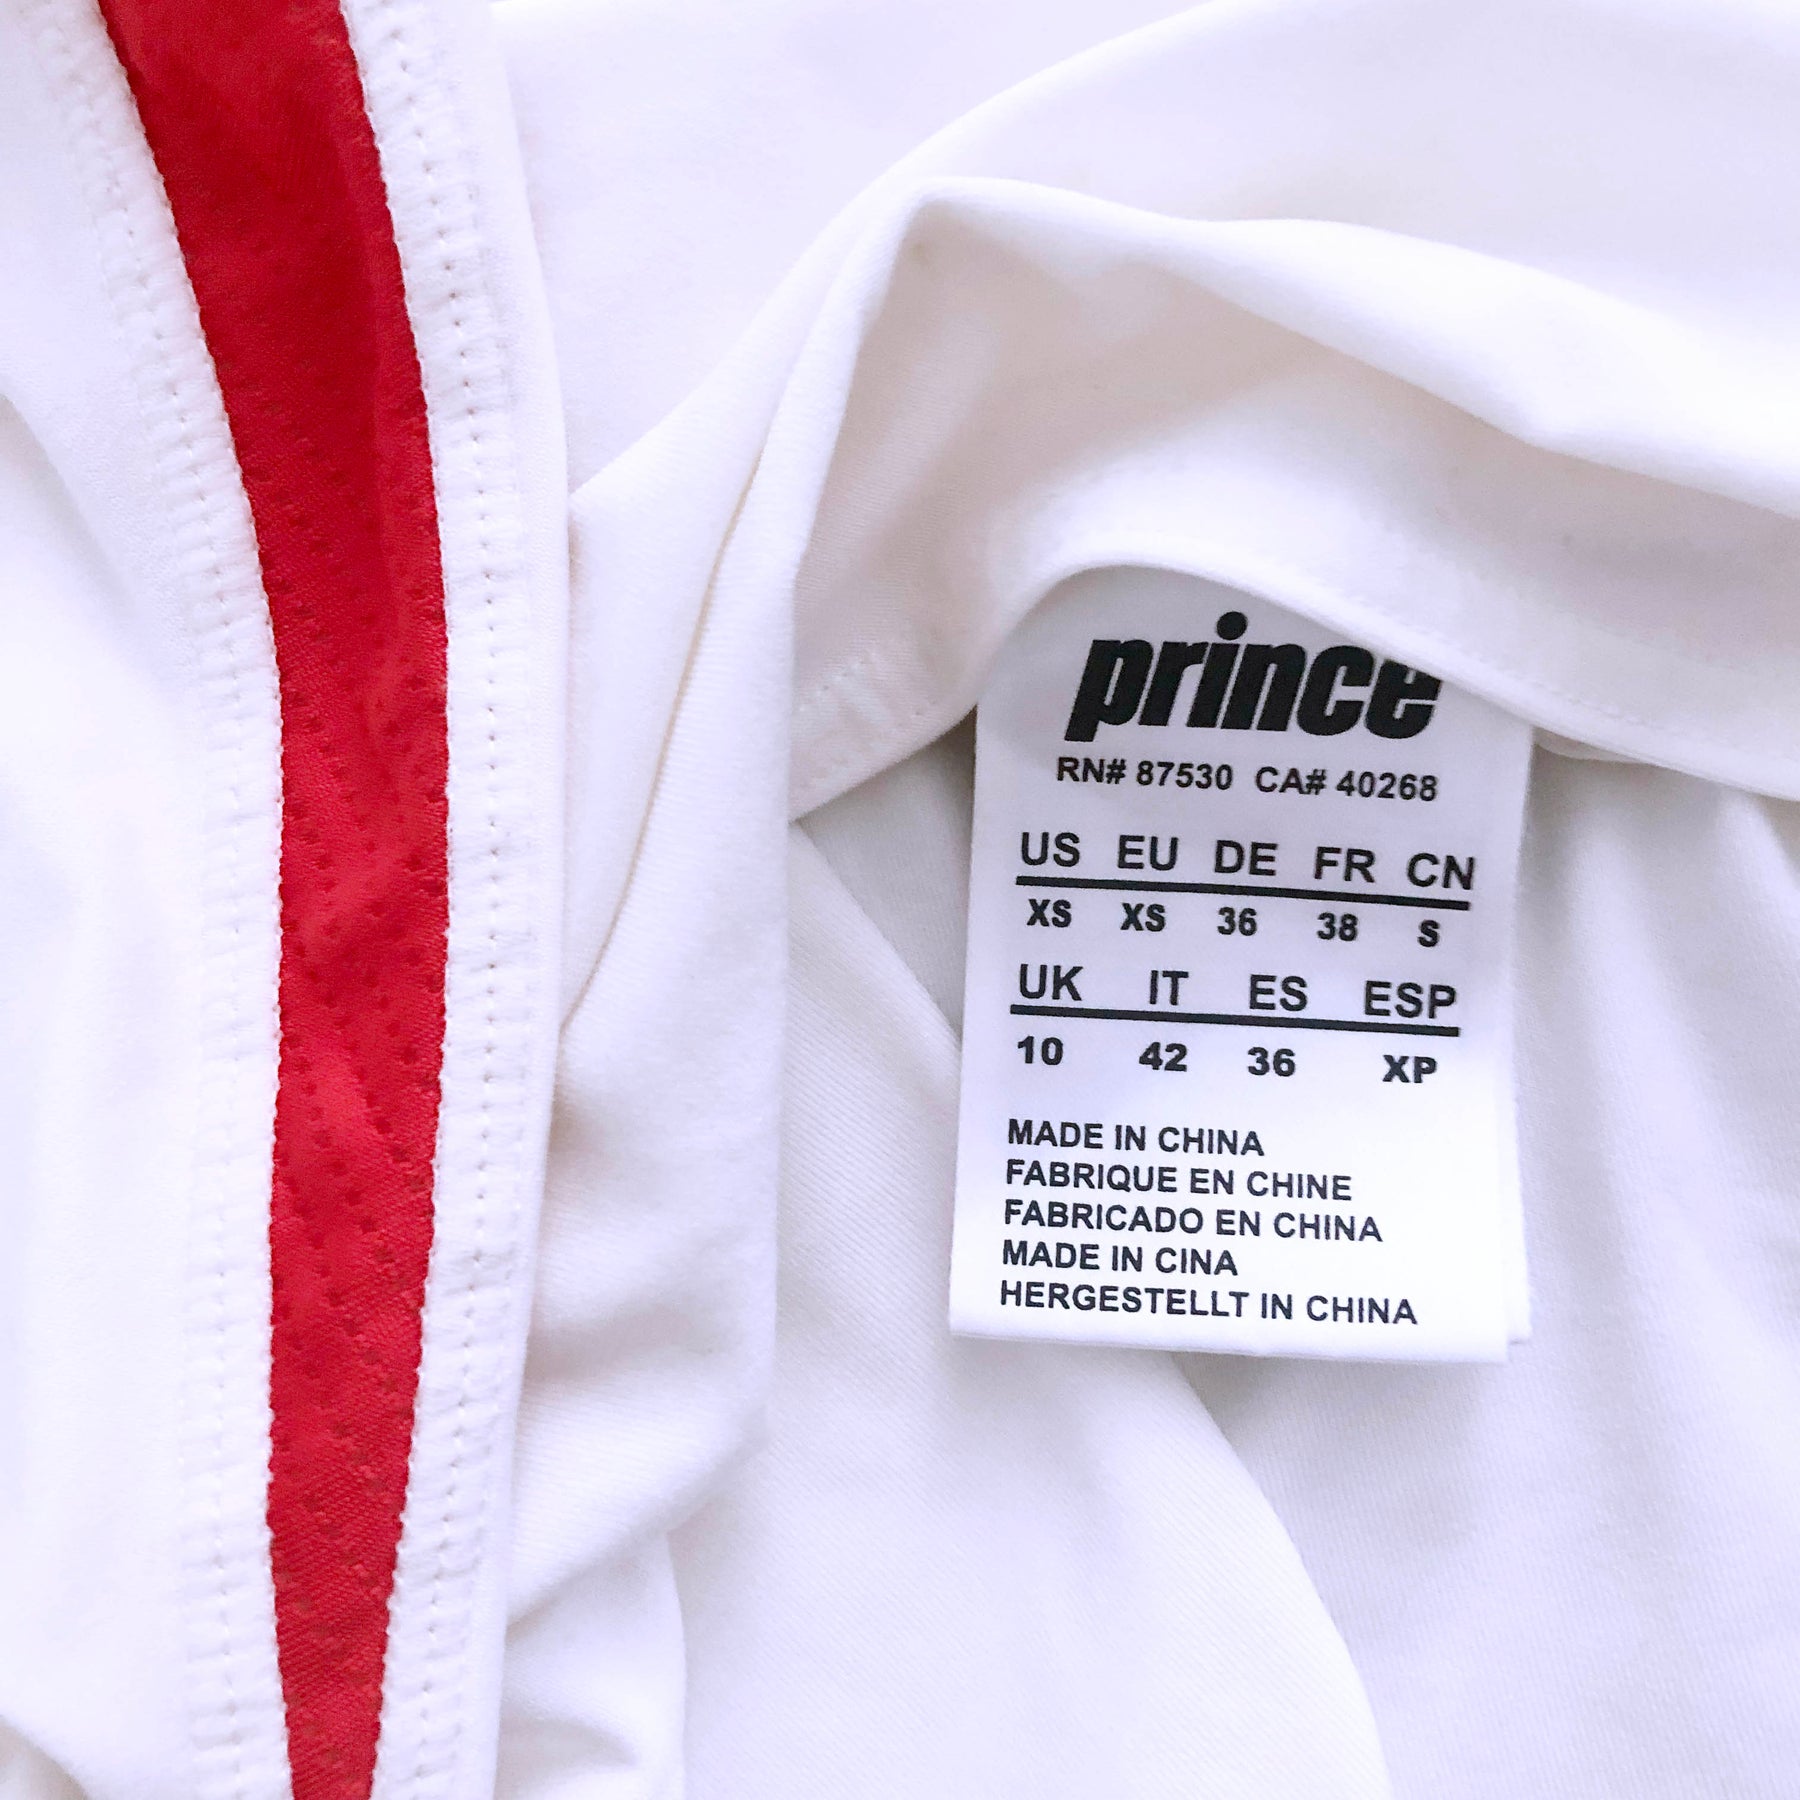 prince
RN# 87530 CA# 40268
US EU DE FR CN
XS XS 36 38 S
UK IT ES ESP
10 42 36 XP
MADE IN CHINA
FABRIQUE EN CHINE
FABRICADO EN CHINA
MADE IN CINA
HERGESTELLT IN CHINA